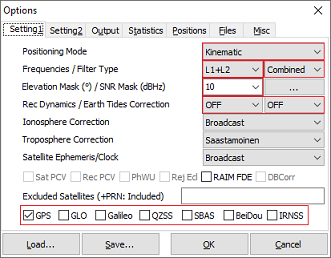 Options
Setting1 Setting2 Output Statistics Positions Files Misc
Positioning Mode Kinematic
Frequencies / Filter Type L1+L2 Combined
Elevation Mask (°) / SNR Mask (dBHz) 10 ...
Rec Dynamics / Earth Tides Correction OFF OFF
Ionosphere Correction Broadcast
Troposphere Correction Saastamoinen
Satellite Ephemeris/Clock Broadcast
Sat PCV Rec PCV PhWU Rej Ed RAIM FDE DBCorr
Excluded Satellites (+PRN: Included)
GPS GLO Galileo QZSS SBAS BeiDou IRNSS
Load... Save... OK Cancel